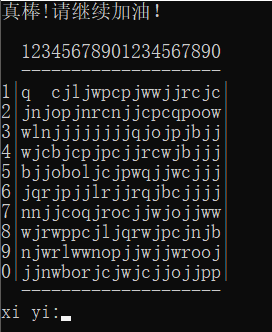 真棒!请继续加油!
12345678901234567890
--------------------
1|q  cjljwpcpjwwjjrcjc|
2|jnjopjnrcnjjcpcqpoow|
3|wlnjjjjjjjjqjojpjbjj|
4|wjcbjcpjpcjjrcwjbjjj|
5|bjjoboljcjpwqjjwcjjj|
6|jqrjpjjlrjjrqjbcjjjj|
7|nnjjcoqjrocjjwjojjww|
8|wjrwppcjljqrwjpcjnjb|
9|njwrlwwnopjjwjjwrooj|
0|jjnwborjcjwjcjjojjpp|
--------------------
xi yi:_